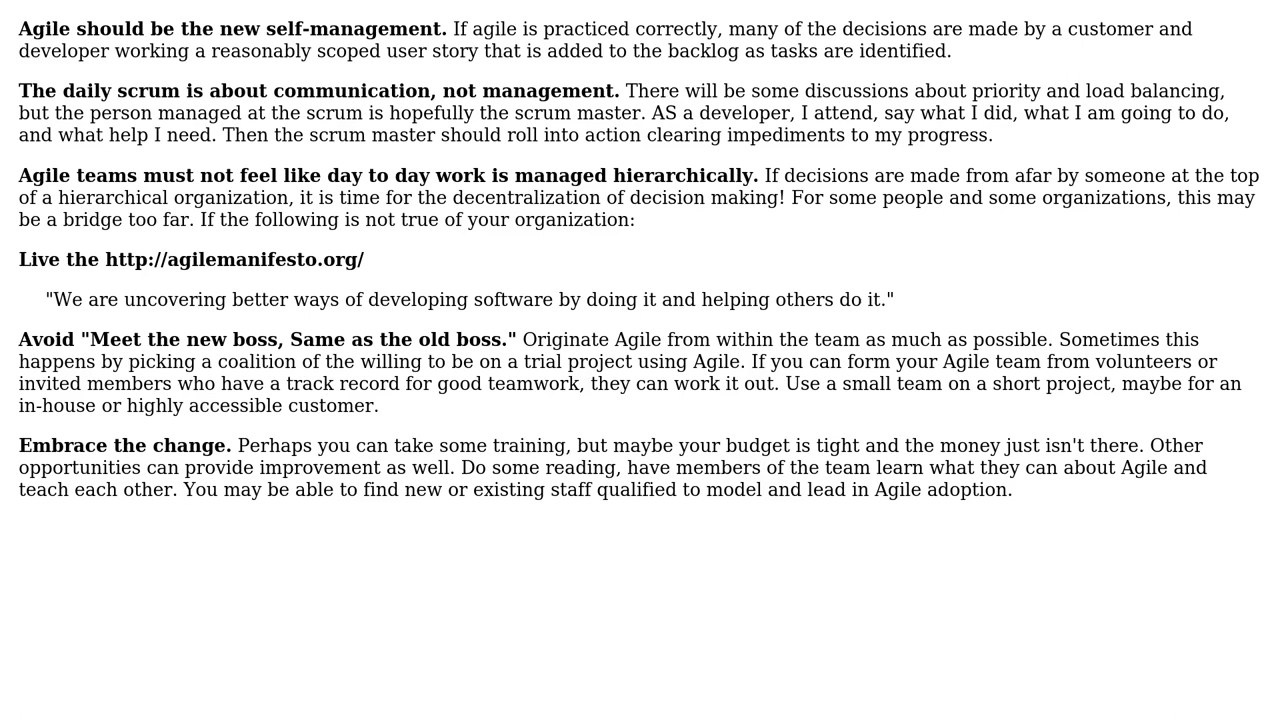 Agile should be the new self-management. If agile is practiced correctly, many of the decisions are made by a customer and
developer working a reasonably scoped user story that is added to the backlog as tasks are identified.
The daily scrum is about communication, not management. There will be some discussions about priority and load balancing,
but the person managed at the scrum is hopefully the scrum master. AS a developer, I attend, say what I did, what I am going to do,
and what help I need. Then the scrum master should roll into action clearing impediments to my progress.
Agile teams must not feel like day to day work is managed hierarchically. If decisions are made from afar by someone at the top
of a hierarchical organization, it is time for the decentralization of decision making! For some people and some organizations, this may
be a bridge too far. If the following is not true of your organization:
Live the http://agilemanifesto.org/
"We are uncovering better ways of developing software by doing it and helping others do it."
Avoid "Meet the new boss, Same as the old boss." Originate Agile from within the team as much as possible. Sometimes this
happens by picking a coalition of the willing to be on a trial project using Agile. If you can form your Agile team from volunteers or
invited members who have a track record for good teamwork, they can work it out. Use a small team on a short project, maybe for an
in-house or highly accessible customer.
Embrace the change. Perhaps you can take some training, but maybe your budget is tight and the money just isn't there. Other
opportunities can provide improvement as well. Do some reading, have members of the team learn what they can about Agile and
teach each other. You may be able to find new or existing staff qualified to model and lead in Agile adoption.